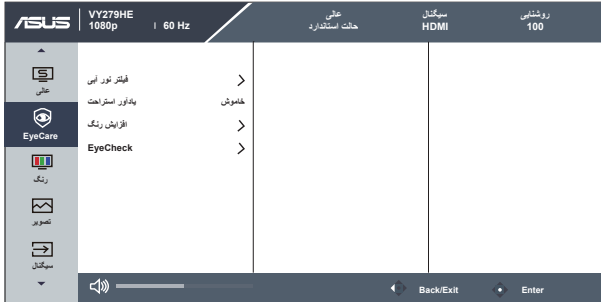 ASUS
VY279HE
1080p | 60 Hz
عالی
حالت استاندارد
سیگنال
HDMI
روشنایی
100
عالی
EyeCare
رنگ
تصویر
سیگنال
فیلتر نور آبی
یادآور استراحت خاموش
افزایش رنگ
EyeCheck
Back/Exit
Enter